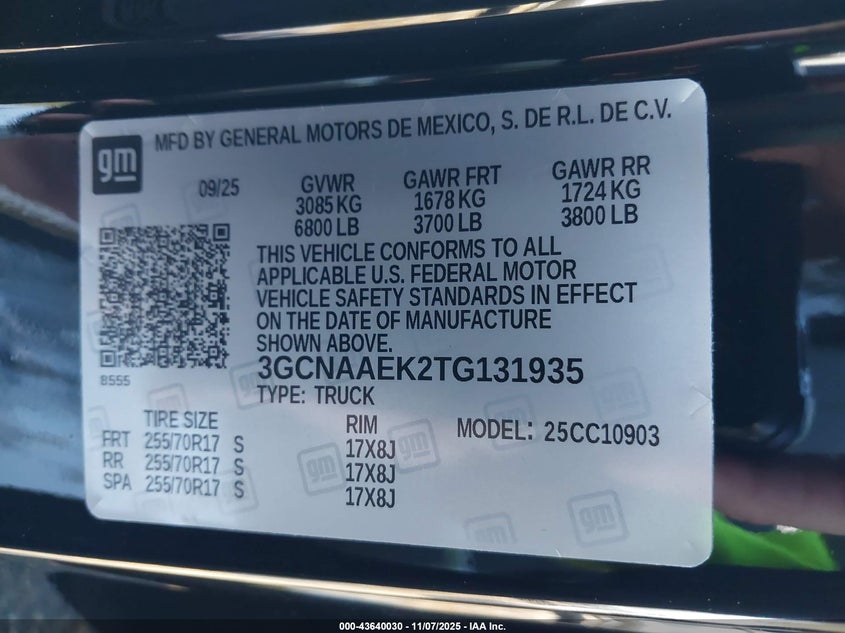 gm
MFD BY GENERAL MOTORS DE MEXICO, S. DE R.L. DE C.V.
09/25
GVWR GAWR FRT GAWR RR
3085 KG 1678 KG 1724 KG
6800 LB 3700 LB 3800 LB
THIS VEHICLE CONFORMS TO ALL
APPLICABLE U.S. FEDERAL MOTOR
VEHICLE SAFETY STANDARDS IN EFFECT
ON THE DATE OF MANUFACTURE
SHOWN ABOVE.
8555
3GCNAAEK2TG131935
TYPE: TRUCK
TIRE SIZE RIM MODEL: 25CC10903
FRT 255/70R17 S 17X8J
RR 255/70R17 S 17X8J
SPA 255/70R17 S 17X8J
gm
gm
gm
000-43640030 - 11/07/2025 - IAA Inc.